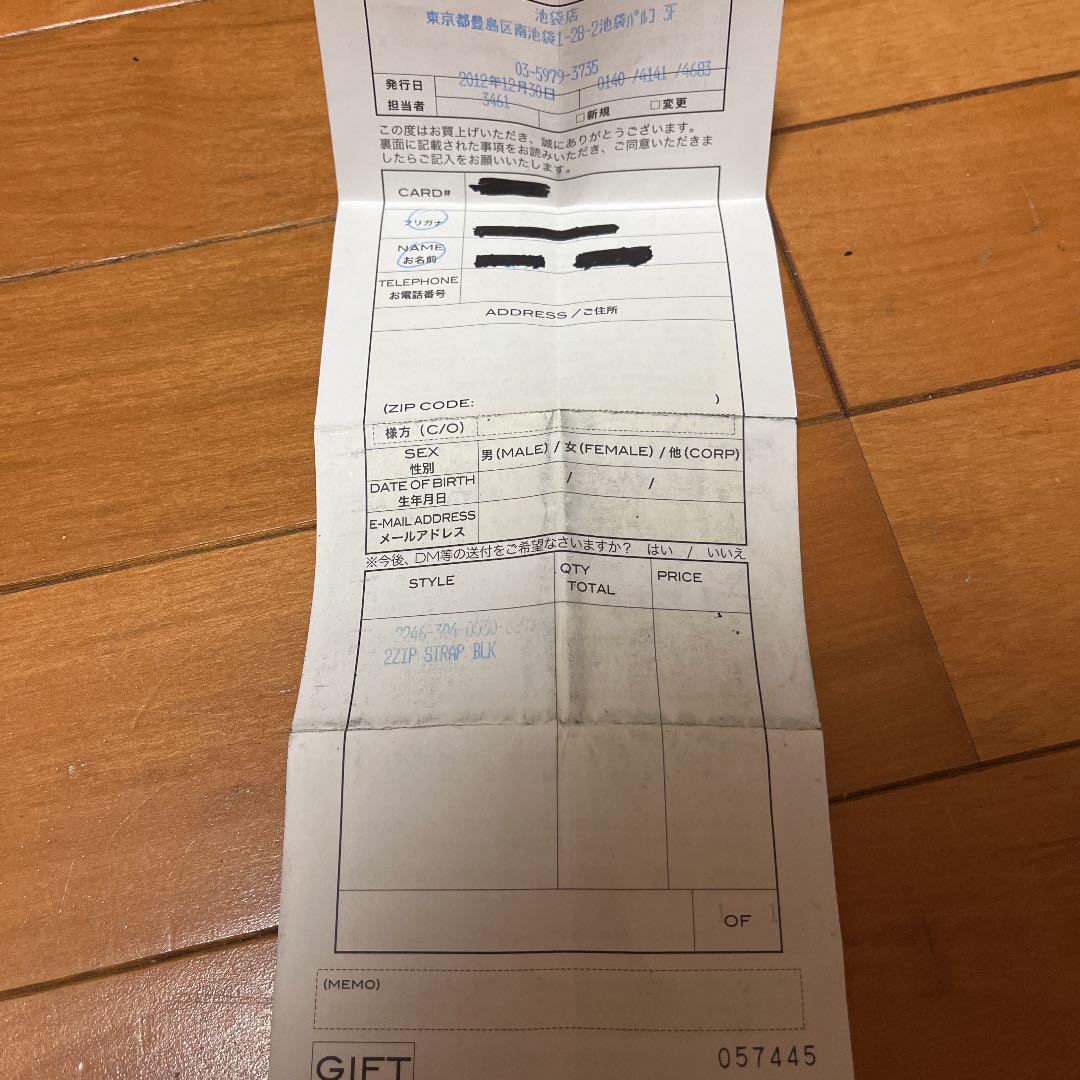 池袋店
東京都豊島区南池袋1-28-2池袋ﾊﾟﾙｺ 3F
03-5979-3735
発行日 2012年12月30日 0140 /4141 /4683
担当者 3461 □新規 □変更
この度はお買上げいただき、誠にありがとうございます。
裏面に記載された事項をお読みいただき、ご同意いただきま
したらご記入をお願いいたします。
CARD#
フリガナ
NAME
お名前
TELEPHONE
お電話番号
ADDRESS / ご住所
(ZIP CODE: )
様方 (C/O)
SEX
性別
男(MALE) / 女(FEMALE) / 他(CORP)
DATE OF BIRTH
生年月日
/ /
E-MAIL ADDRESS
メールアドレス
※今後、DM等の送付をご希望なさいますか? はい / いいえ
STYLE QTY TOTAL PRICE
2246-304-0630-
2ZIP STRAP BLK
1 OF 1
(MEMO)
GIFT
057445